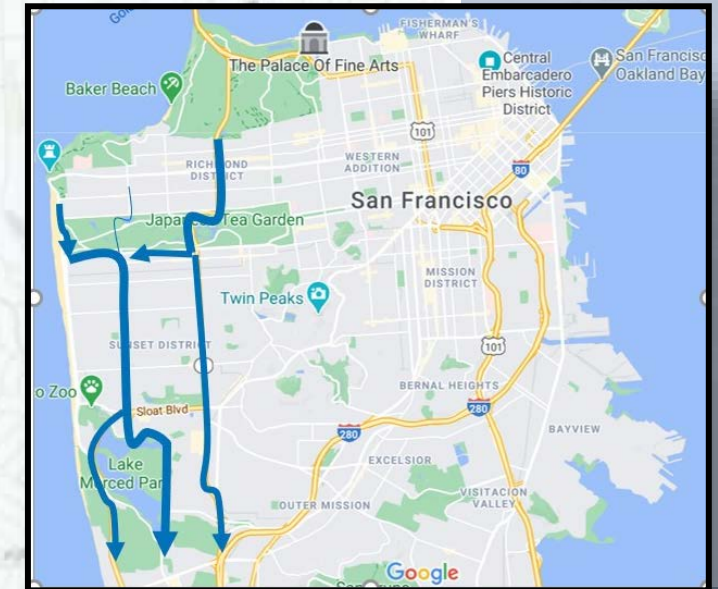 Gol
FISHERMAN'S
WHARF
The Palace Of Fine Arts
Central
Embarcadero
Piers Historic
District
San Francisc
Oakland Bay
Baker Beach
101
RICHMOND
DISTRICT
WESTERN
ADDITION
80
San Francisco
Japanese Tea Garden
MISSION
DISTRICT
Twin Peaks
101
SUNSET DISTRICT
BERNAL HEIGHTS
o Zoo
Sloat Blvd
280
280
BAYVIEW
EXCELSIOR
Lake
Merced Park
VISITACION
VALLEY
OUTER MISSION
Google